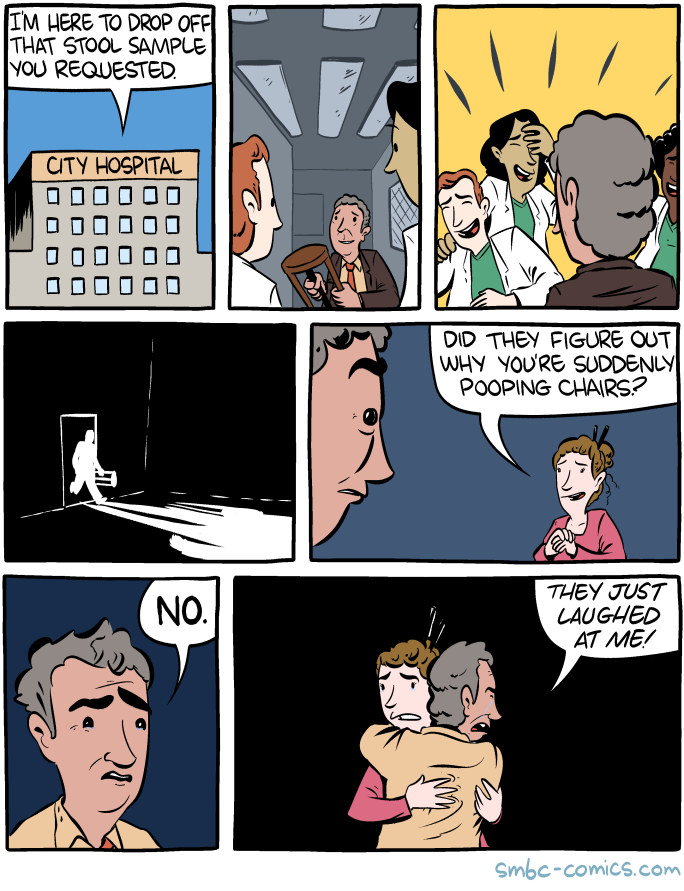 I'M HERE TO DROP OFF
THAT STOOL SAMPLE
YOU REQUESTED.
CITY HOSPITAL
DID THEY FIGURE OUT
WHY YOU'RE SUDDENLY
POOPING CHAIRS?
NO.
THEY JUST
LAUGHED
AT ME!
smbc-comics.com